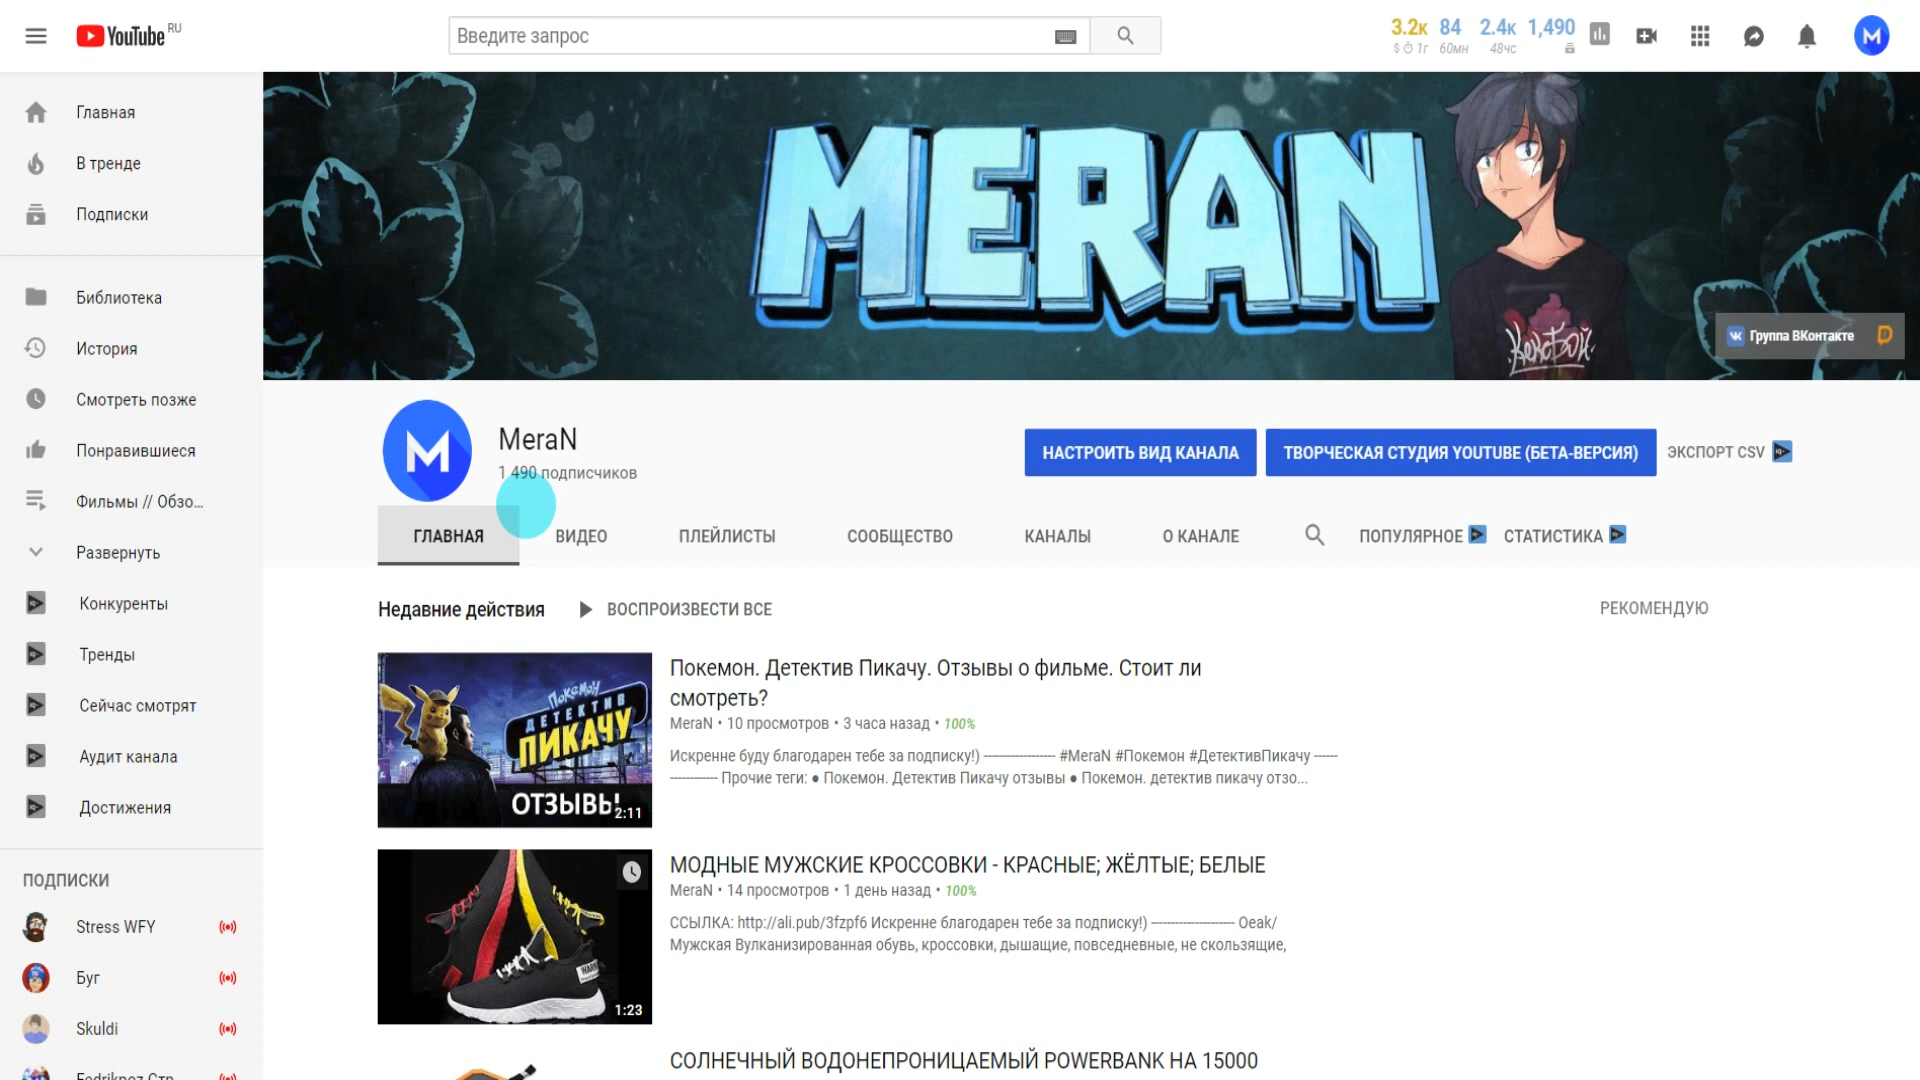 YouTube RU
Введите запрос
3.2к 84 2.4к 1,490
$ 1г 60мн 48чс
M
Главная
В тренде
Подписки
Библиотека
История
Смотреть позже
Понравившиеся
Фильмы // Обзо...
Развернуть
Конкуренты
Тренды
Сейчас смотрят
Аудит канала
Достижения
ПОДПИСКИ
Stress WFY
Буг
Skuldi
MERAN
КексБой
Группа ВКонтакте
M
MeraN
1 490 подписчиков
НАСТРОИТЬ ВИД КАНАЛА
ТВОРЧЕСКАЯ СТУДИЯ YOUTUBE (БЕТА-ВЕРСИЯ)
ЭКСПОРТ CSV
ГЛАВНАЯ ВИДЕО ПЛЕЙЛИСТЫ СООБЩЕСТВО КАНАЛЫ О КАНАЛЕ ПОПУЛЯРНОЕ СТАТИСТИКА
Недавние действия ВОСПРОИЗВЕСТИ ВСЕ
РЕКОМЕНДУЮ
ПОКЕМОН
ДЕТЕКТИВ
ПИКАЧУ
ОТЗЫВЫ
2:11
Покемон. Детектив Пикачу. Отзывы о фильме. Стоит ли
смотреть?
MeraN • 10 просмотров • 3 часа назад • 100%
Искренне буду благодарен тебе за подписку!) ------------------ #MeraN #Покемон #ДетективПикачу ------
------------ Прочие теги: ● Покемон. Детектив Пикачу отзывы ● Покемон. детектив пикачу отзо...
1:23
МОДНЫЕ МУЖСКИЕ КРОССОВКИ - КРАСНЫЕ; ЖЁЛТЫЕ; БЕЛЫЕ
MeraN • 14 просмотров • 1 день назад • 100%
ССЫЛКА: http://ali.pub/3fzpf6 Искренне благодарен тебе за подписку!) --------------------- Oeak/
Мужская Вулканизированная обувь, кроссовки, дышащие, повседневные, не скользящие,
СОЛНЕЧНЫЙ ВОДОНЕПРОНИЦАЕМЫЙ POWERBANK НА 15000